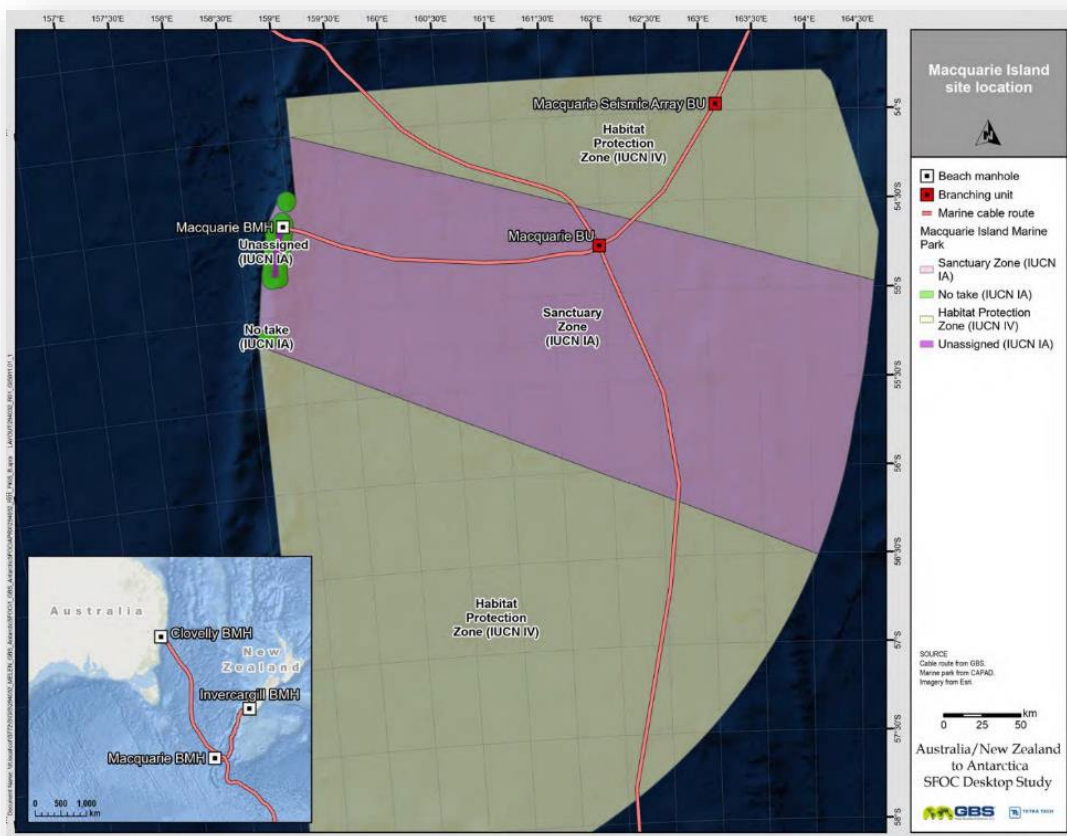 157°E 157°30'E 158°E 158°30'E 159°E 159°30'E 160°E 160°30'E 161°E 161°30'E 162°E 162°30'E 163°E 163°30'E 164°E 164°30'E
Macquarie Seismic Array BU
Habitat
Protection
Zone (IUCN IV)
Macquarie BMH
Unassigned
(IUCN IA)
Macquarie BU
Sanctuary
Zone
(IUCN IA)
No take
(IUCN IA)
Habitat
Protection
Zone (IUCN IV)
54°S
54°30'S
55°S
55°30'S
56°S
56°30'S
57°S
57°30'S
58°S
Australia
Clovelly BMH
New
Zealand
Invercargill BMH
Macquarie BMH
0 500 1,000
km
Macquarie Island
site location
Beach manhole
Branching unit
Marine cable route
Macquarie Island Marine
Park
Sanctuary Zone (IUCN
IA)
No take (IUCN IA)
Habitat Protection
Zone (IUCN IV)
Unassigned (IUCN IA)
SOURCE
Cable route from GBS.
Marine park from CAPAD.
Imagery from Esri.
km
0 25 50
Australia/New Zealand
to Antarctica
SFOC Desktop Study
GBS
TETRA TECH